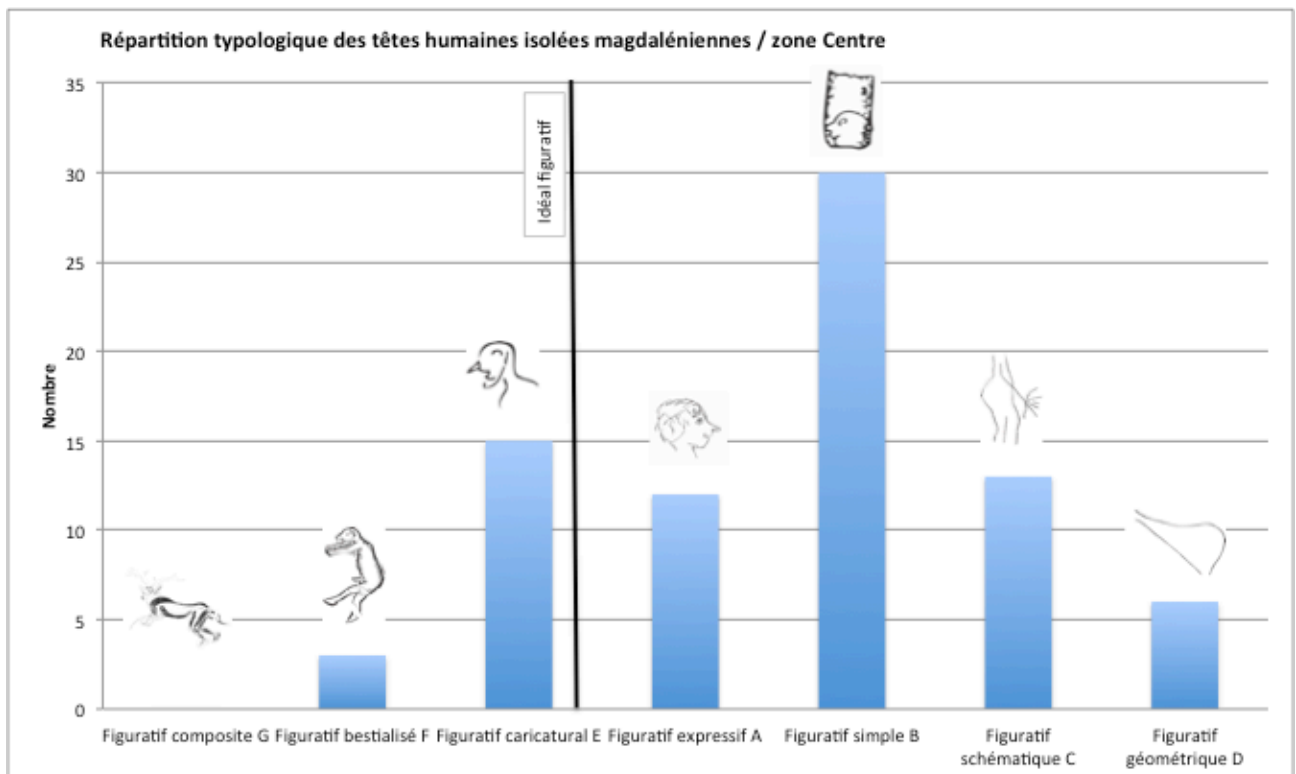 Répartition typologique des têtes humaines isolées magdaléniennes / zone Centre
35
30
25
20
15
10
5
0
Nombre
Idéal figuratif
Figuratif composite G
Figuratif bestialisé F
Figuratif caricatural E
Figuratif expressif A
Figuratif simple B
Figuratif
schématique C
Figuratif
géométrique D